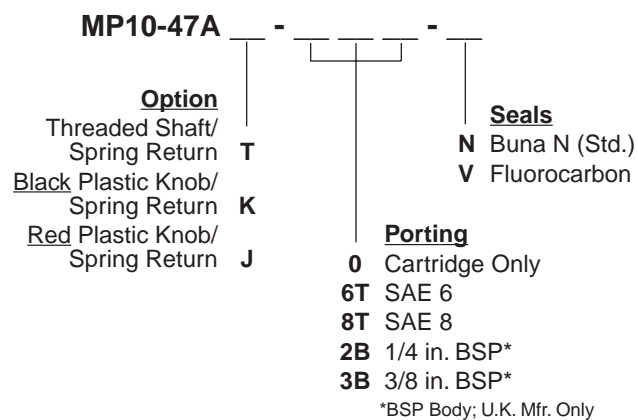 MP10-47A __ - __ __ __ - __
Option
Threaded Shaft/
Spring Return T
Black Plastic Knob/
Spring Return K
Red Plastic Knob/
Spring Return J
Porting
0 Cartridge Only
6T SAE 6
8T SAE 8
2B 1/4 in. BSP*
3B 3/8 in. BSP*
*BSP Body; U.K. Mfr. Only
Seals
N Buna N (Std.)
V Fluorocarbon